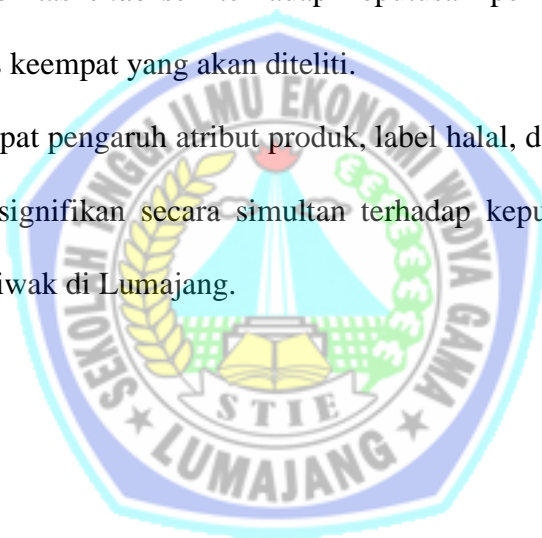 terhadap
keempat yang akan diteliti.
pat pengaruh atribut produk, label halal, d
signifikan secara simultan terhadap kepu
iwak di Lumajang.
SEKOLAH TINGGI ILMU EKONOMI WIDYA GAMA
STIE
LUMAJANG